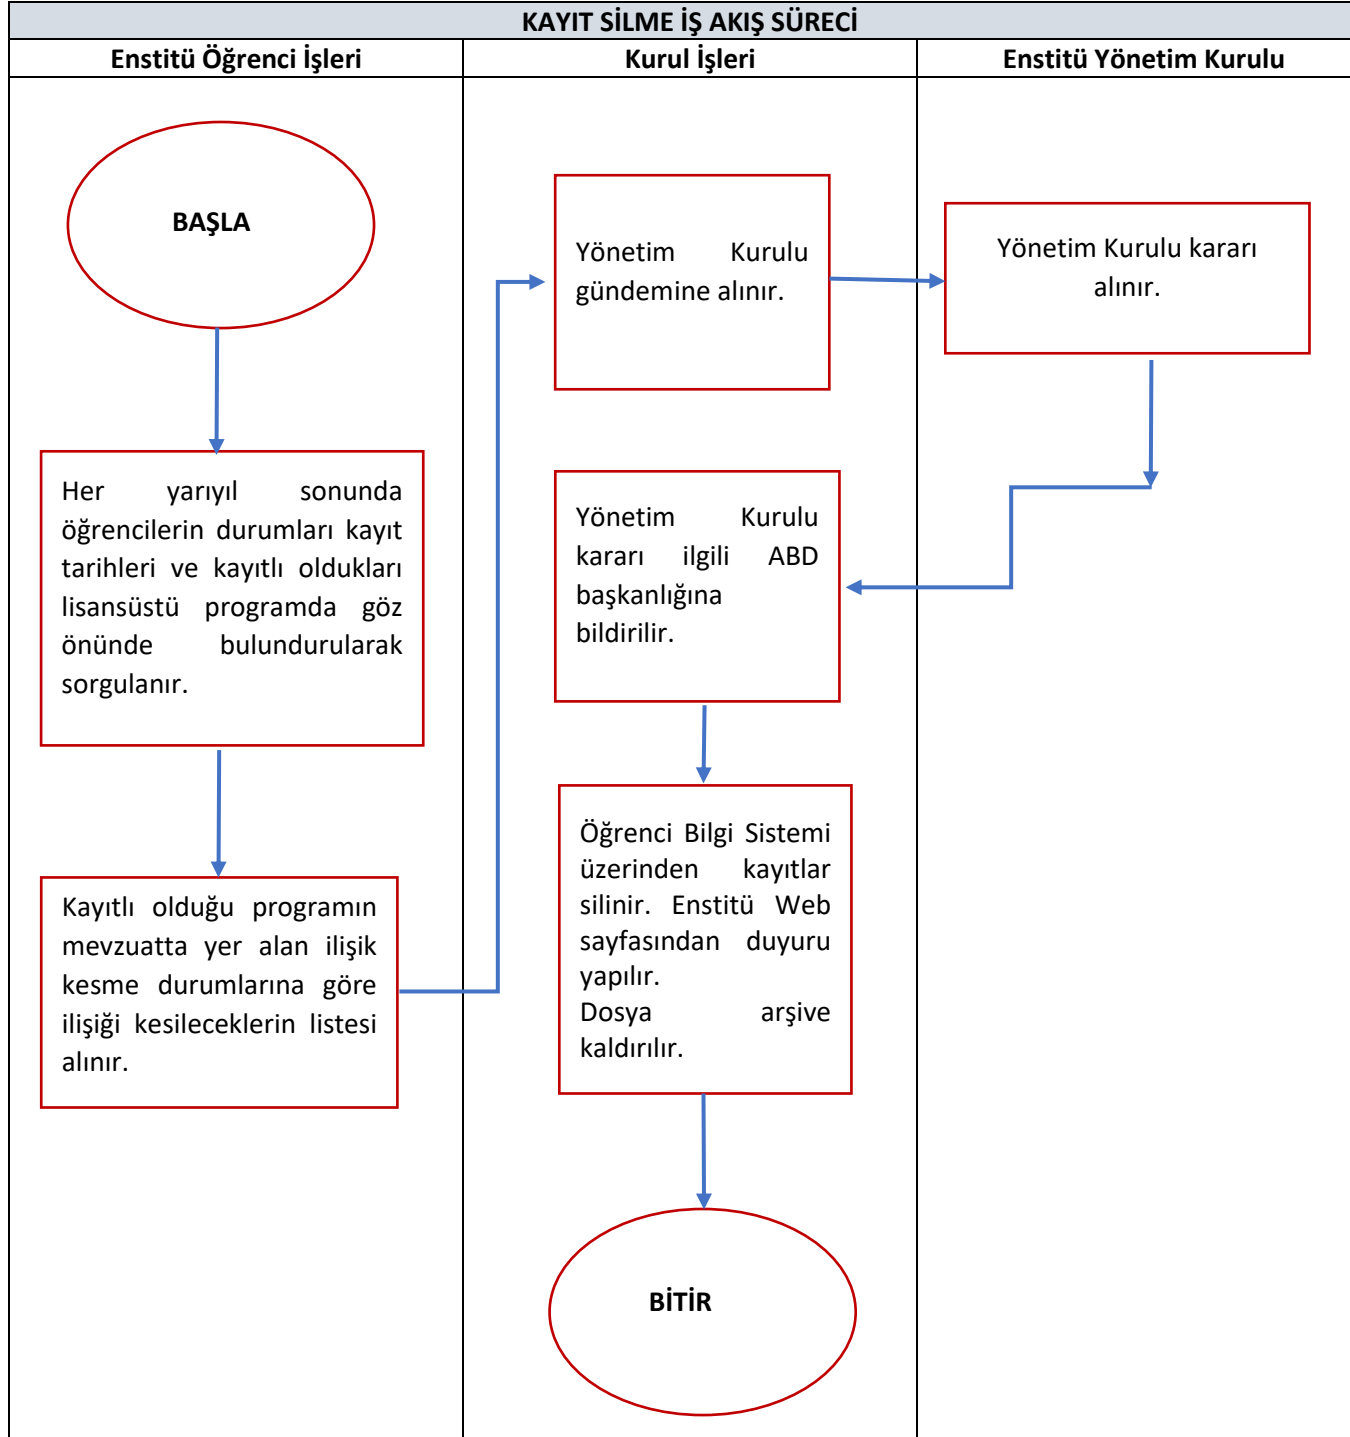 KAYIT SİLME İŞ AKIŞ SÜRECİ
Enstitü Öğrenci İşleri
Kurul İşleri
Enstitü Yönetim Kurulu
BAŞLA
Her yarıyıl sonunda
öğrencilerin durumları kayıt
tarihleri ve kayıtlı oldukları
lisansüstü programda göz
önünde bulundurularak
sorgulanır.
Kayıtlı olduğu programın
mevzuatta yer alan ilişik
kesme durumlarına göre
ilişiği kesileceklerin listesi
alınır.
Yönetim Kurulu
gündemine alınır.
Yönetim Kurulu kararı
alınır.
Yönetim Kurulu
kararı ilgili ABD
başkanlığına
bildirilir.
Öğrenci Bilgi Sistemi
üzerinden kayıtlar
silinir. Enstitü Web
sayfasından duyuru
yapılır.
Dosya arşive
kaldırılır.
BİTİR